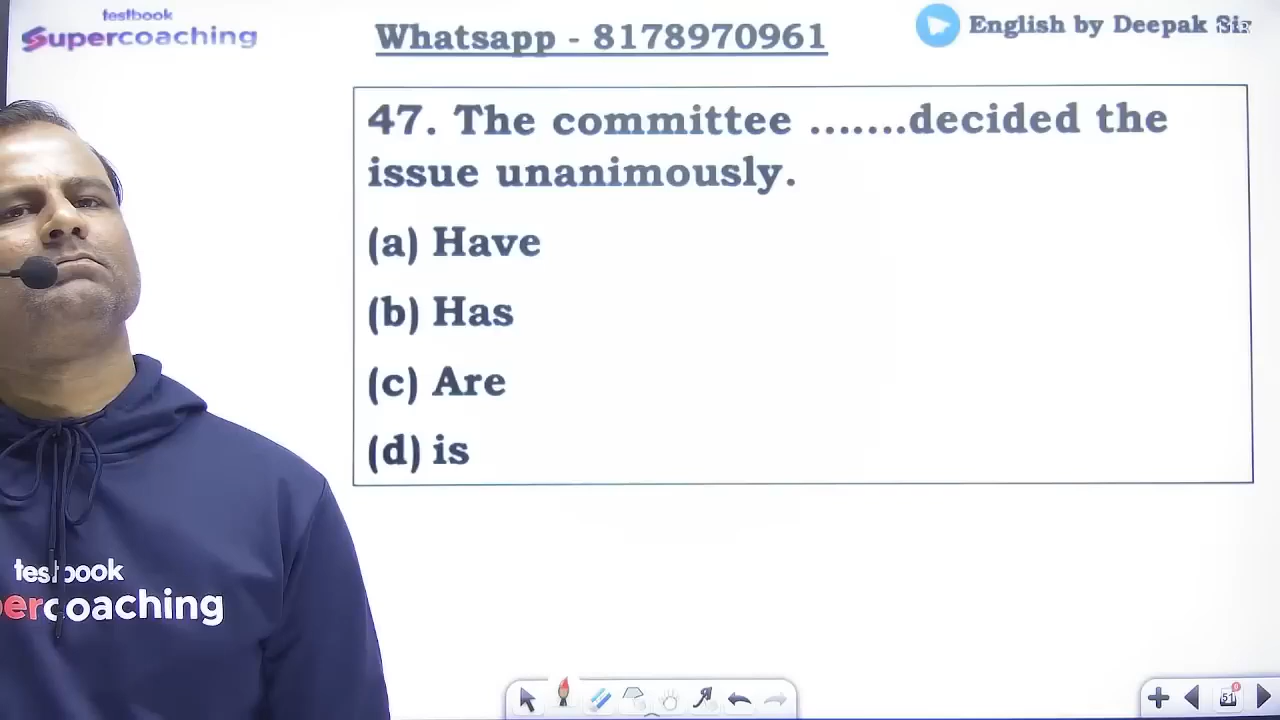 testbook
Supercoaching
Whatsapp - 8178970961
English by Deepak Sir
47. The committee .......decided the
issue unanimously.
(a) Have
(b) Has
(c) Are
(d) is
testbook
ercoaching
51